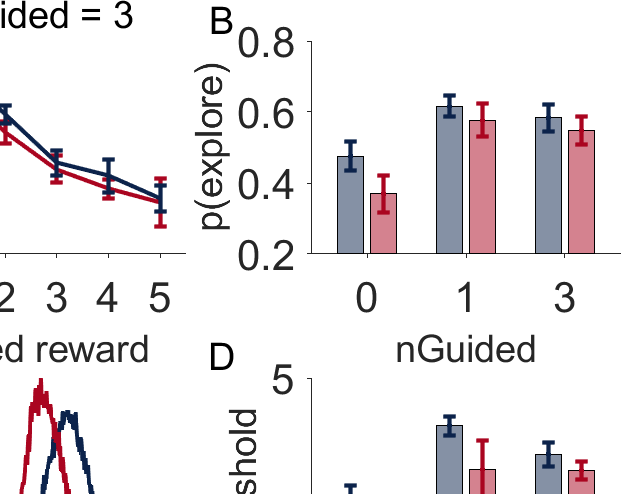 ided = 3
B
0.8
0.6
0.4
0.2
p(explore)
0 1 3
nGuided
2 3 4 5
ed reward
D
5
shold